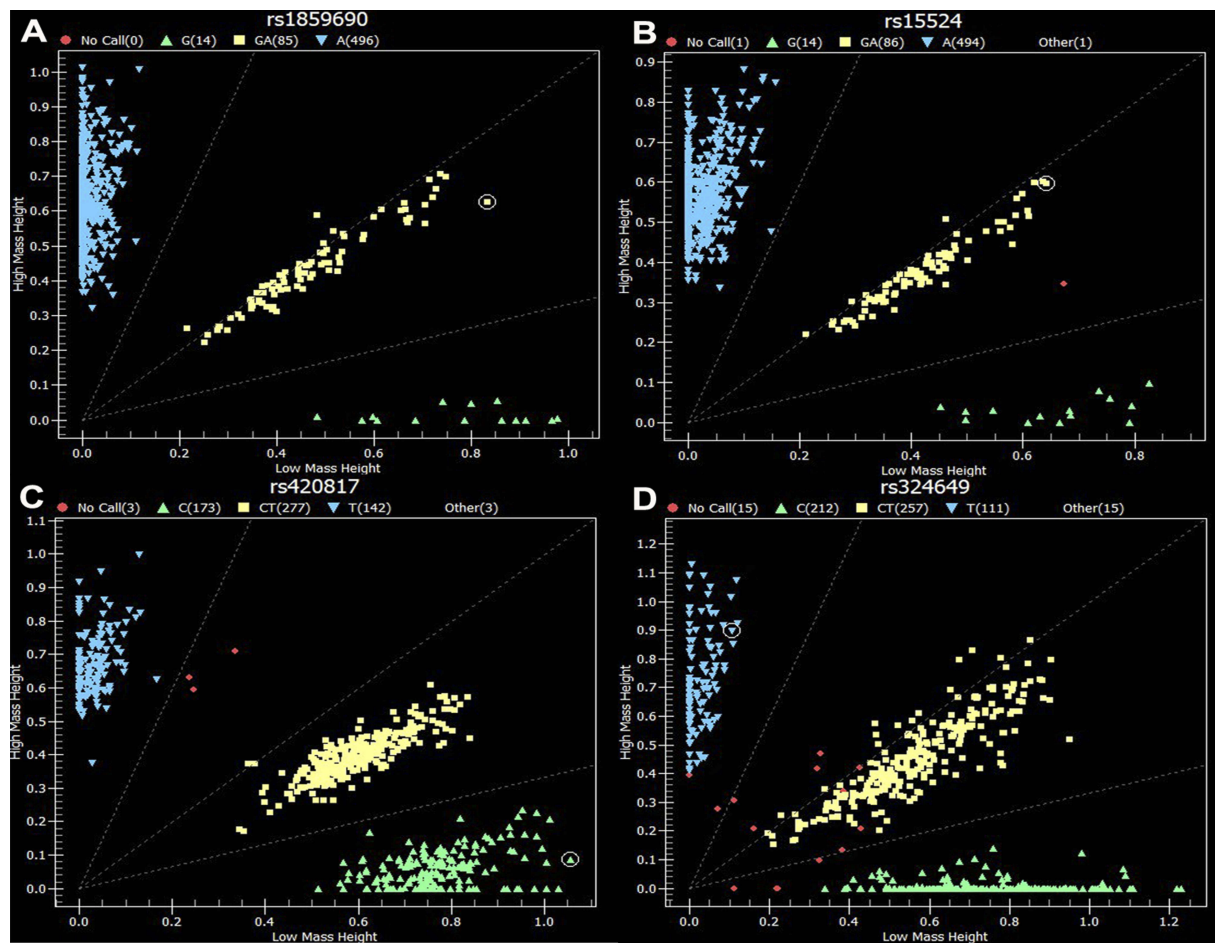 A
rs1859690
No Call(0) G(14) GA(85) A(496)
High Mass Height
1.0
0.9
0.8
0.7
0.6
0.5
0.4
0.3
0.2
0.1
0.0
0.0 0.2 0.4 0.6 0.8 1.0
Low Mass Height
B
rs15524
No Call(1) G(14) GA(86) A(494) Other(1)
High Mass Height
0.9
0.8
0.7
0.6
0.5
0.4
0.3
0.2
0.1
0.0
0.0 0.2 0.4 0.6 0.8
Low Mass Height
C
rs420817
No Call(3) C(173) CT(277) T(142) Other(3)
High Mass Height
1.1
1.0
0.9
0.8
0.7
0.6
0.5
0.4
0.3
0.2
0.1
0.0
0.0 0.2 0.4 0.6 0.8 1.0
Low Mass Height
D
rs324649
No Call(15) C(212) CT(257) T(111) Other(15)
High Mass Height
1.2
1.1
1.0
0.9
0.8
0.7
0.6
0.5
0.4
0.3
0.2
0.1
0.0
0.0 0.2 0.4 0.6 0.8 1.0 1.2
Low Mass Height